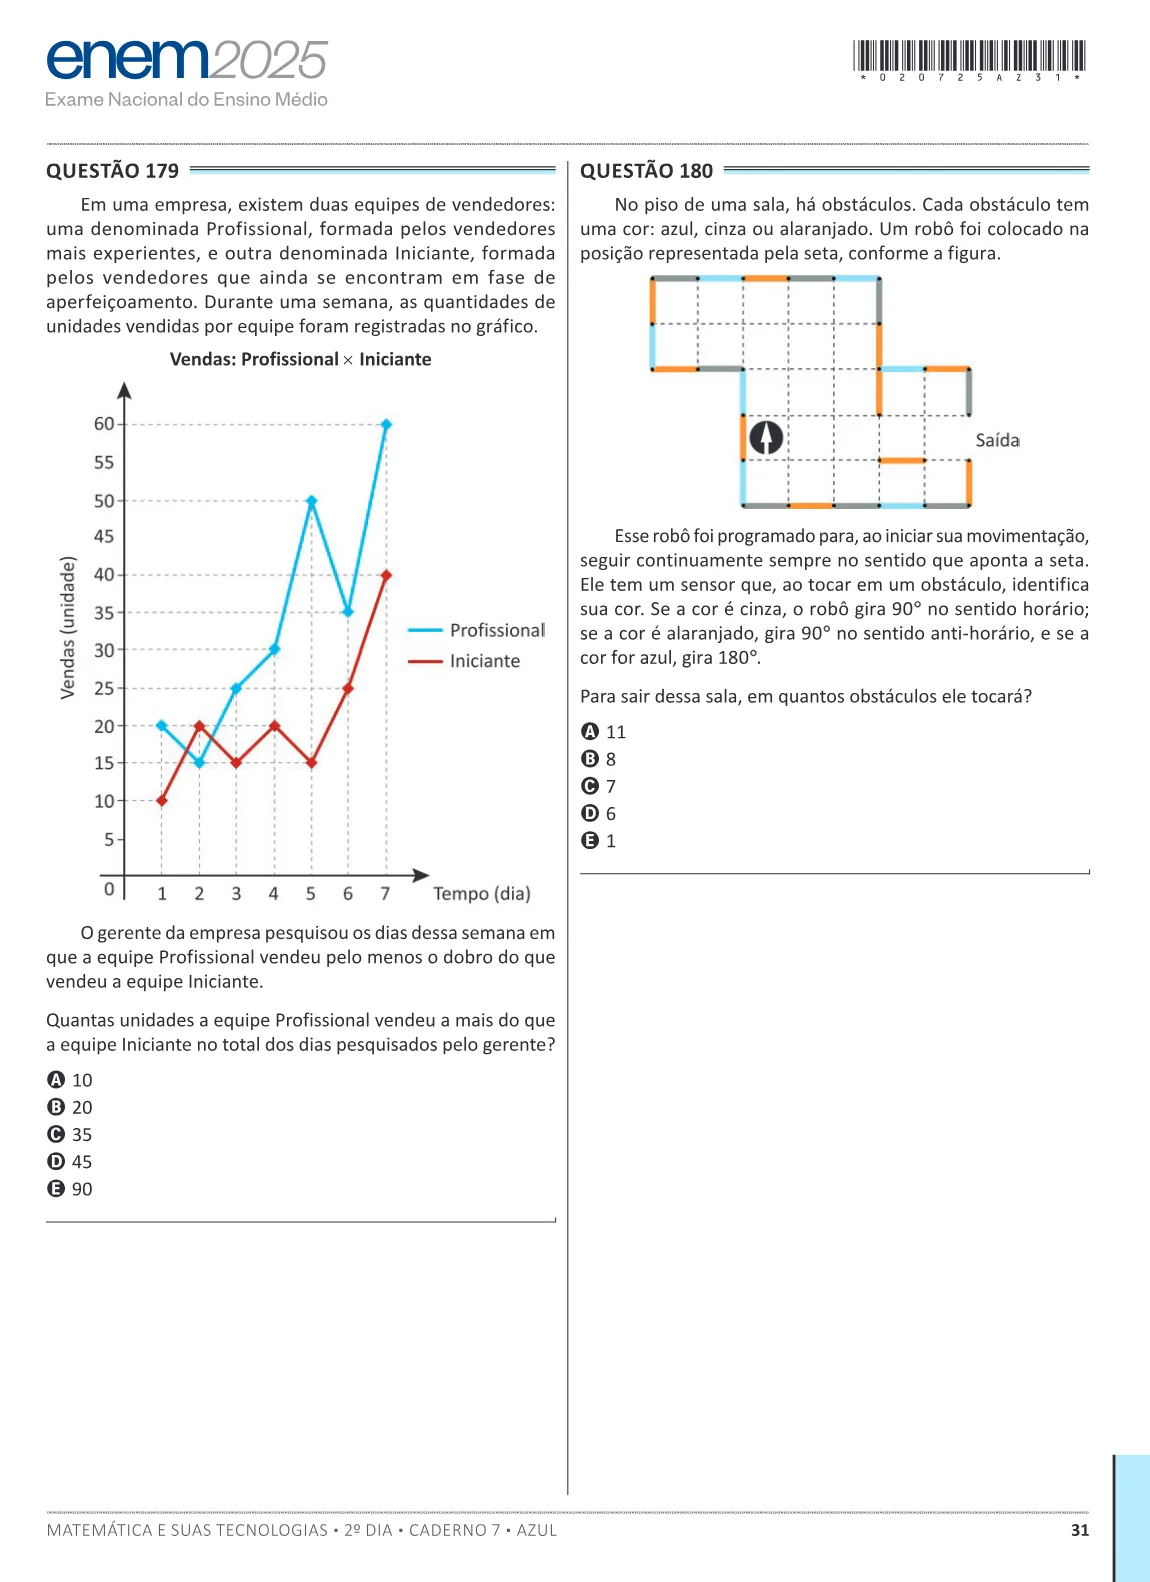 enem2025
Exame Nacional do Ensino Médio
*020725AZ31*
QUESTÃO 179
Em uma empresa, existem duas equipes de vendedores:
uma denominada Profissional, formada pelos vendedores
mais experientes, e outra denominada Iniciante, formada
pelos vendedores que ainda se encontram em fase de
aperfeiçoamento. Durante uma semana, as quantidades de
unidades vendidas por equipe foram registradas no gráfico.
Vendas: Profissional × Iniciante
Vendas (unidade)
60
55
50
45
40
35
30
25
20
15
10
5
0
1 2 3 4 5 6 7
Tempo (dia)
Profissional
Iniciante
O gerente da empresa pesquisou os dias dessa semana em
que a equipe Profissional vendeu pelo menos o dobro do que
vendeu a equipe Iniciante.
Quantas unidades a equipe Profissional vendeu a mais do que
a equipe Iniciante no total dos dias pesquisados pelo gerente?
A 10
B 20
C 35
D 45
E 90
QUESTÃO 180
No piso de uma sala, há obstáculos. Cada obstáculo tem
uma cor: azul, cinza ou alaranjado. Um robô foi colocado na
posição representada pela seta, conforme a figura.
Saída
Esse robô foi programado para, ao iniciar sua movimentação,
seguir continuamente sempre no sentido que aponta a seta.
Ele tem um sensor que, ao tocar em um obstáculo, identifica
sua cor. Se a cor é cinza, o robô gira 90° no sentido horário;
se a cor é alaranjado, gira 90° no sentido anti-horário, e se a
cor for azul, gira 180°.
Para sair dessa sala, em quantos obstáculos ele tocará?
A 11
B 8
C 7
D 6
E 1
MATEMÁTICA E SUAS TECNOLOGIAS • 2º DIA • CADERNO 7 • AZUL
31